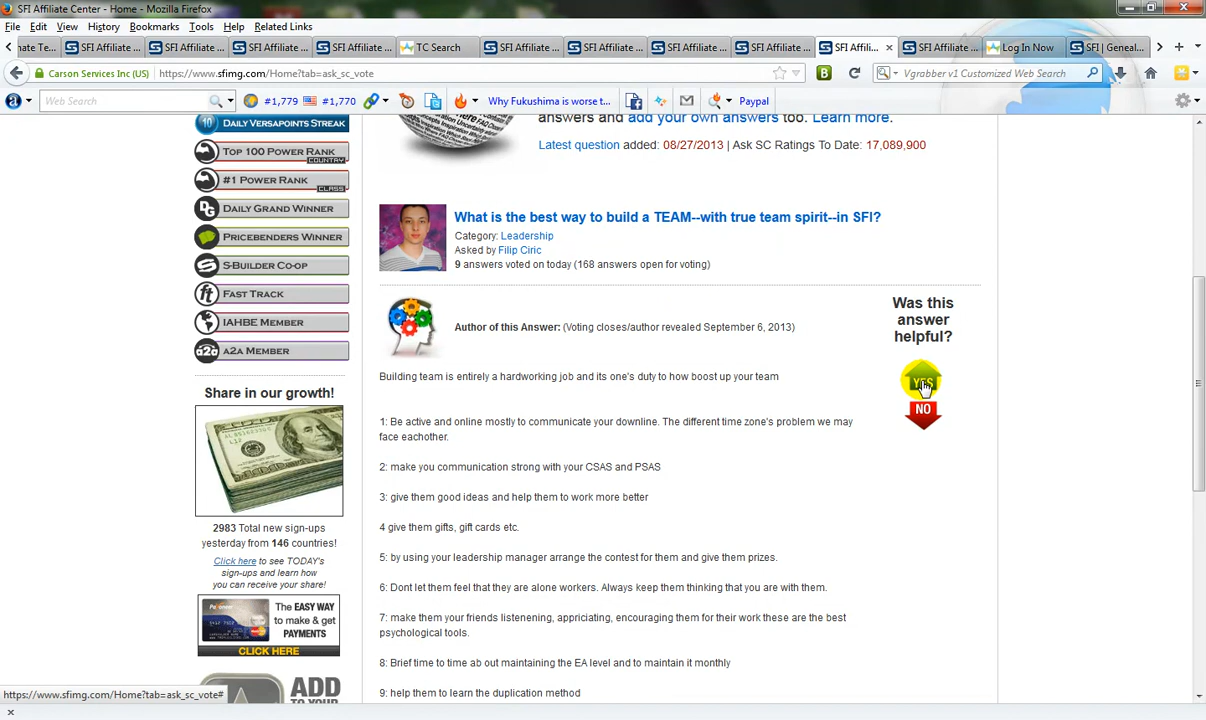 SFI Affiliate Center - Home - Mozilla Firefox
File Edit View History Bookmarks Tools Help Related Links
nate Te... SFI Affiliate ... SFI Affiliate ... SFI Affiliate ... SFI Affiliate ... TC Search SFI Affiliate ... SFI Affiliate ... SFI Affiliate ... SFI Affiliate ... SFI Affili... SFI Affiliate ... Log In Now SFI | Geneal...
Carson Services Inc (US) https://www.sfimg.com/Home?tab=ask_sc_vote B Vgrabber v1 Customized Web Search
a Web Search #1,779 #1,770 Why Fukushima is worse t... Paypal
10 DAILY VERSAPOINTS STREAK
TOP 100 POWER RANK
COUNTRY
#1 POWER RANK
CLASS
DG DAILY GRAND WINNER
PRICEBENDERS WINNER
S S-BUILDER CO-OP
ft FAST TRACK
IAHBE MEMBER
a2a A2A MEMBER
Share in our growth!
2983 Total new sign-ups
yesterday from 146 countries!
Click here to see TODAY's
sign-ups and learn how
you can receive your share!
The EASY WAY
to make & get
PAYMENTS
CLICK HERE
ADD
TO YOUR
answers and add your own answers too. Learn more.
Latest question added: 08/27/2013 | Ask SC Ratings To Date: 17,089,900
What is the best way to build a TEAM--with true team spirit--in SFI?
Category: Leadership
Asked by Filip Ciric
9 answers voted on today (168 answers open for voting)
Author of this Answer: (Voting closes/author revealed September 6, 2013)
Was this
answer
helpful?
YES
NO
Building team is entirely a hardworking job and its one's duty to how boost up your team
1: Be active and online mostly to communicate your downline. The different time zone's problem we may
face eachother.
2: make you communication strong with your CSAS and PSAS
3: give them good ideas and help them to work more better
4 give them gifts, gift cards etc.
5: by using your leadership manager arrange the contest for them and give them prizes.
6: Dont let them feel that they are alone workers. Always keep them thinking that you are with them.
7: make them your friends listenening, appriciating, encouraging them for their work these are the best
psychological tools.
8: Brief time to time ab out maintaining the EA level and to maintain it monthly
9: help them to learn the duplication method
https://www.sfimg.com/Home?tab=ask_sc_vote#